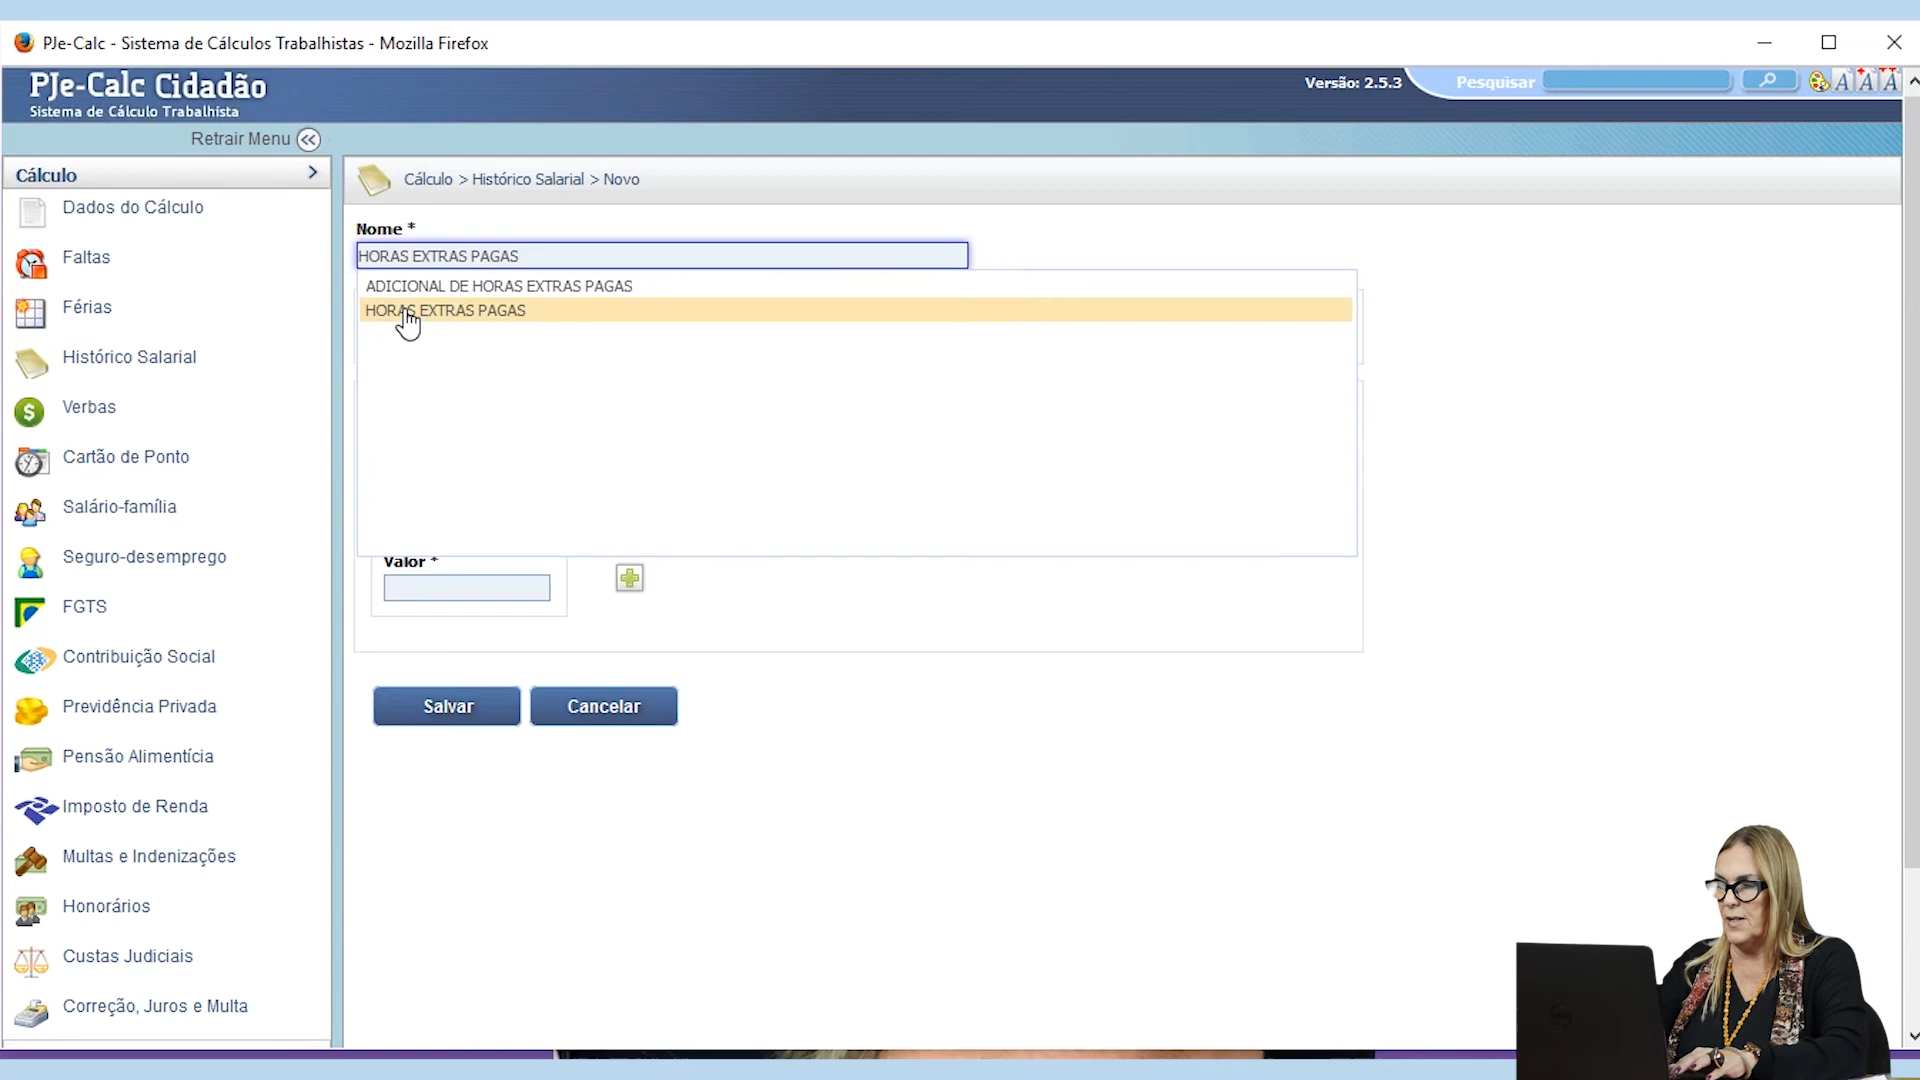 PJe-Calc - Sistema de Cálculos Trabalhistas - Mozilla Firefox
PJe-Calc Cidadão
Sistema de Cálculo Trabalhista
Versão: 2.5.3
Pesquisar
Retrair Menu
Cálculo
Dados do Cálculo
Faltas
Férias
Histórico Salarial
Verbas
Cartão de Ponto
Salário-família
Seguro-desemprego
FGTS
Contribuição Social
Previdência Privada
Pensão Alimentícia
Imposto de Renda
Multas e Indenizações
Honorários
Custas Judiciais
Correção, Juros e Multa
Cálculo > Histórico Salarial > Novo
Nome *
HORAS EXTRAS PAGAS
ADICIONAL DE HORAS EXTRAS PAGAS
HORAS EXTRAS PAGAS
Valor *
Salvar
Cancelar